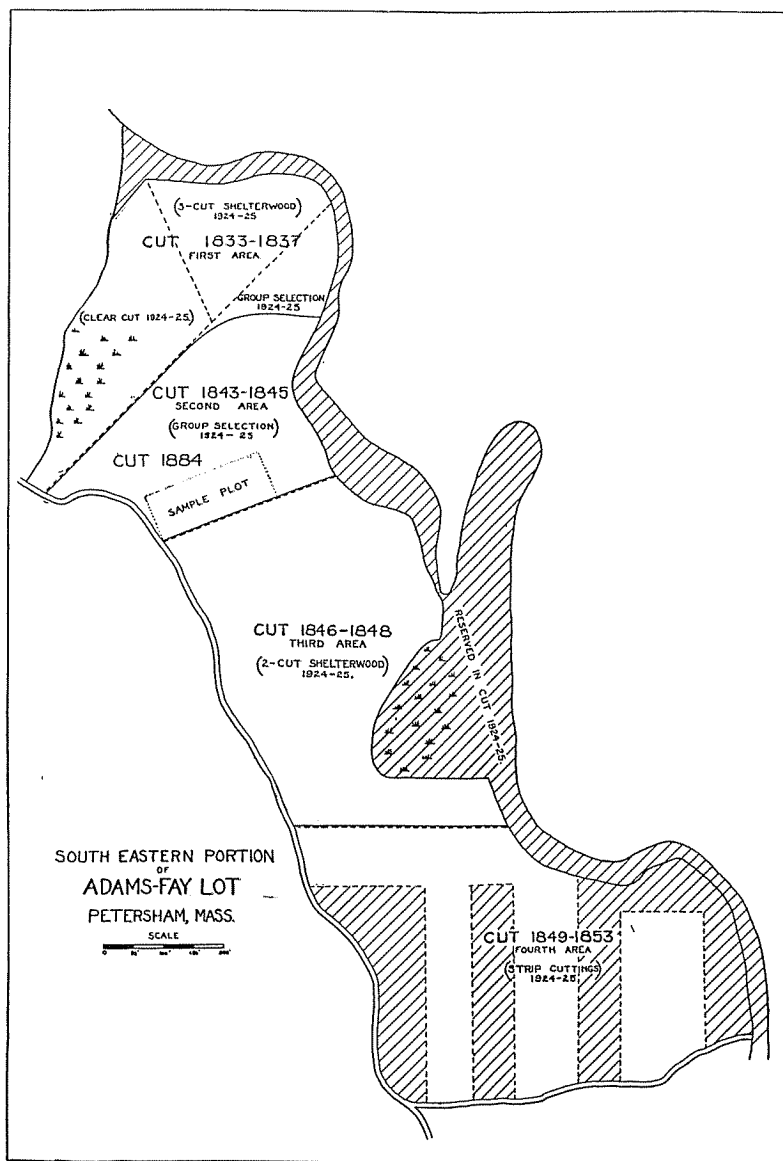 (3-CUT SHELTERWOOD)
1924-25
CUT 1833-1837
FIRST AREA
GROUP SELECTION
1924-25
(CLEAR CUT 1924-25)
CUT 1843-1845
SECOND AREA
(GROUP SELECTION)
1924-25
CUT 1884
SAMPLE PLOT
CUT 1846-1848
THIRD AREA
(2-CUT SHELTERWOOD)
1924-25.
RESERVED IN CUT 1924-25.
SOUTH EASTERN PORTION
OF
ADAMS-FAY LOT
PETERSHAM, MASS.
SCALE
CUT 1849-1853
FOURTH AREA
(STRIP CUTTINGS)
1924-25